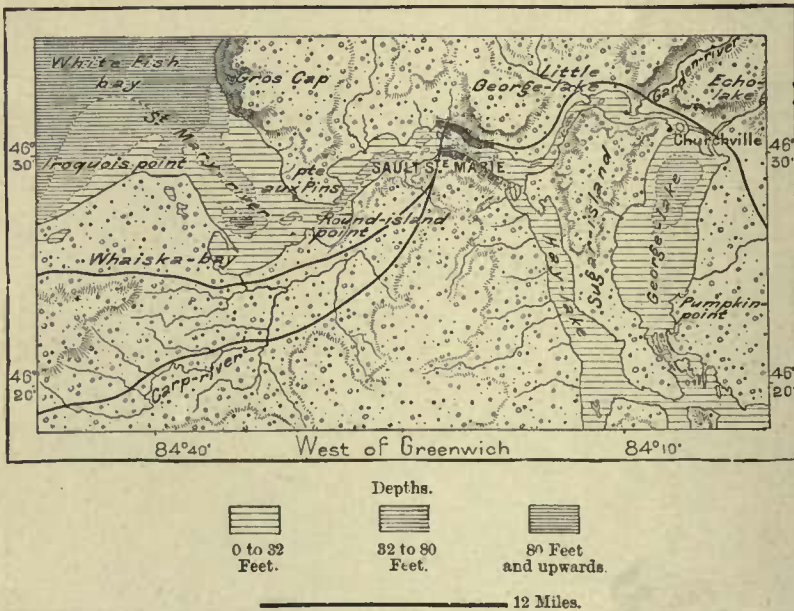 White Fish
bay
Gros Cap
Little
George-lake
Garden-river
Echo-
lake
St Mary-river
Iroquois point
pte
aux Pins
SAULT STE MARIE
Churchville
46°
30'
46°
30'
Round-island
point
Whaiska-bay
Hay-lake
Sugar-island
George-lake
Pumpkin-
point
Carp-river
46°
20'
46°
20'
84°40'
West of Greenwich
84°10'
Depths.
0 to 32
Feet.
32 to 80
Feet.
80 Feet
and upwards.
12 Miles.